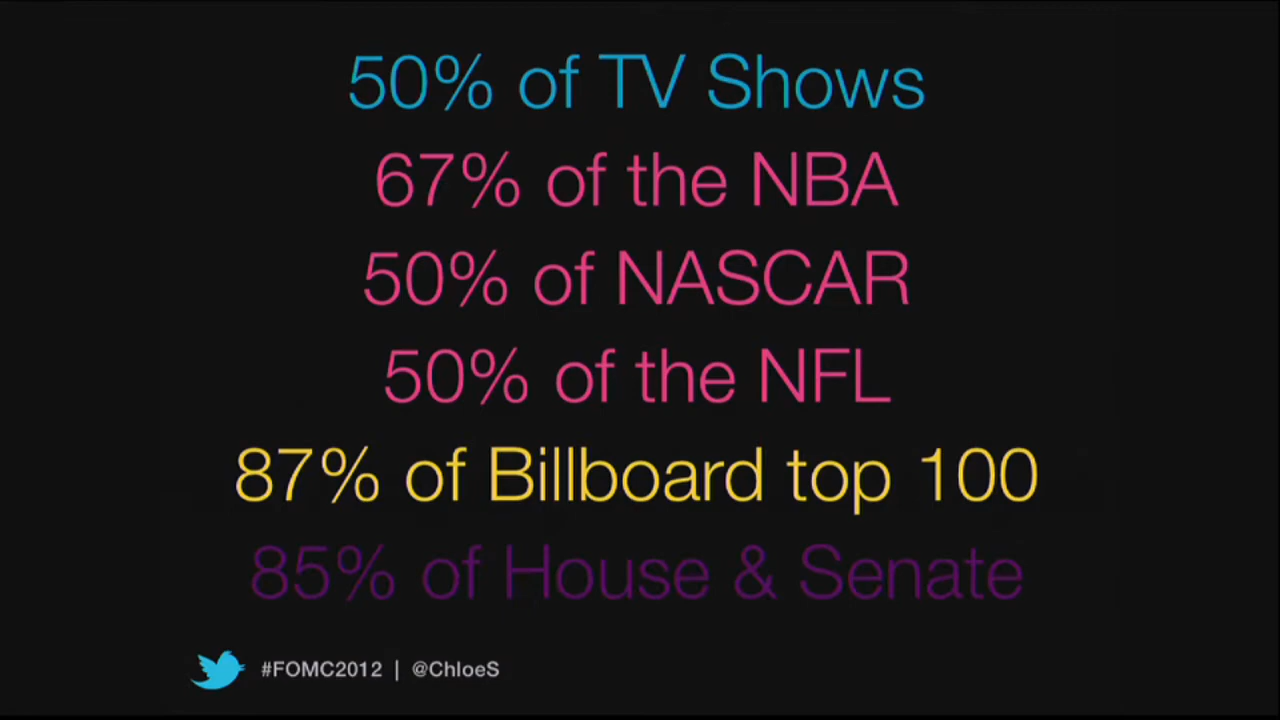 50% of TV Shows
67% of the NBA
50% of NASCAR
50% of the NFL
87% of Billboard top 100
85% of House & Senate
#FOMC2012 | @ChloeS